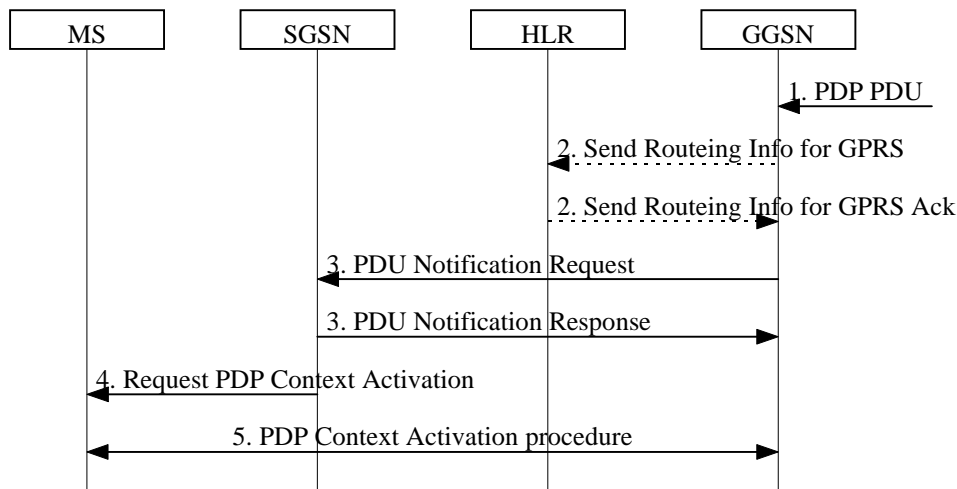 MS
SGSN
HLR
GGSN
1. PDP PDU
2. Send Routeing Info for GPRS
2. Send Routeing Info for GPRS Ack
3. PDU Notification Request
3. PDU Notification Response
4. Request PDP Context Activation
5. PDP Context Activation procedure